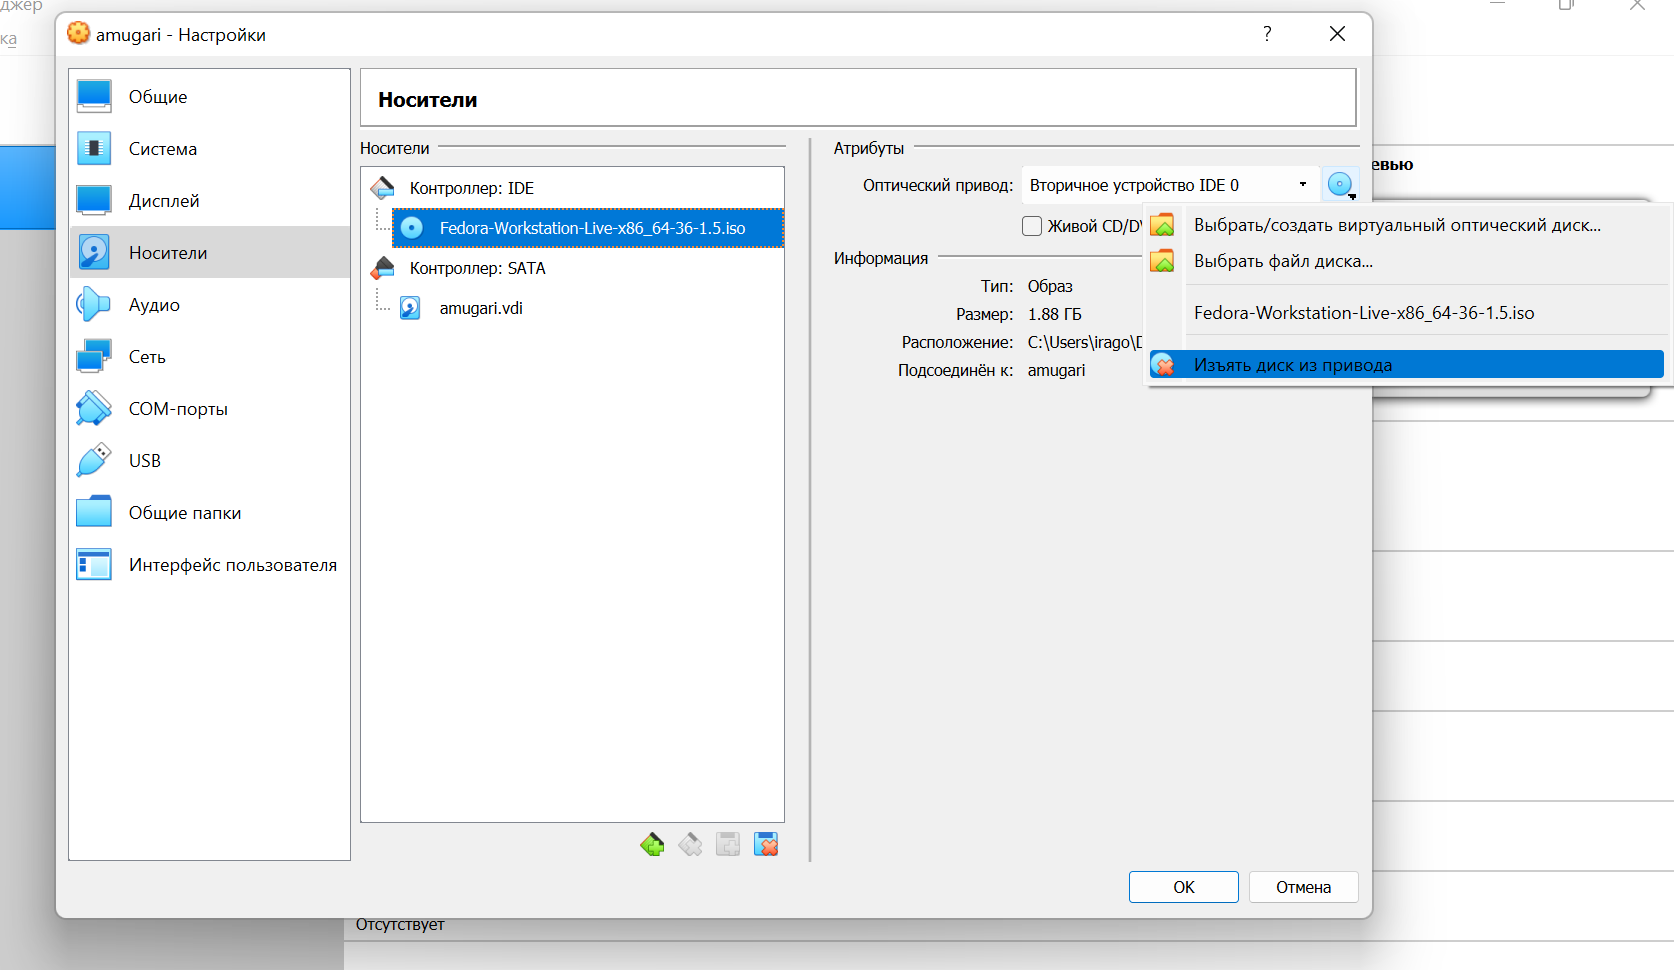 джер
ка
amugari - Настройки
?
Общие
Система
Дисплей
Носители
Аудио
Сеть
COM-порты
USB
Общие папки
Интерфейс пользователя
Носители
Носители
Контроллер: IDE
Fedora-Workstation-Live-x86_64-36-1.5.iso
Контроллер: SATA
amugari.vdi
Атрибуты
Оптический привод: Вторичное устройство IDE 0
Живой CD/DV
Информация
Тип: Образ
Размер: 1.88 ГБ
Расположение: C:\Users\irago\D
Подсоединён к: amugari
Выбрать/создать виртуальный оптический диск...
Выбрать файл диска...
Fedora-Workstation-Live-x86_64-36-1.5.iso
Изъять диск из привода
евью
OK
Отмена
Отсутствует